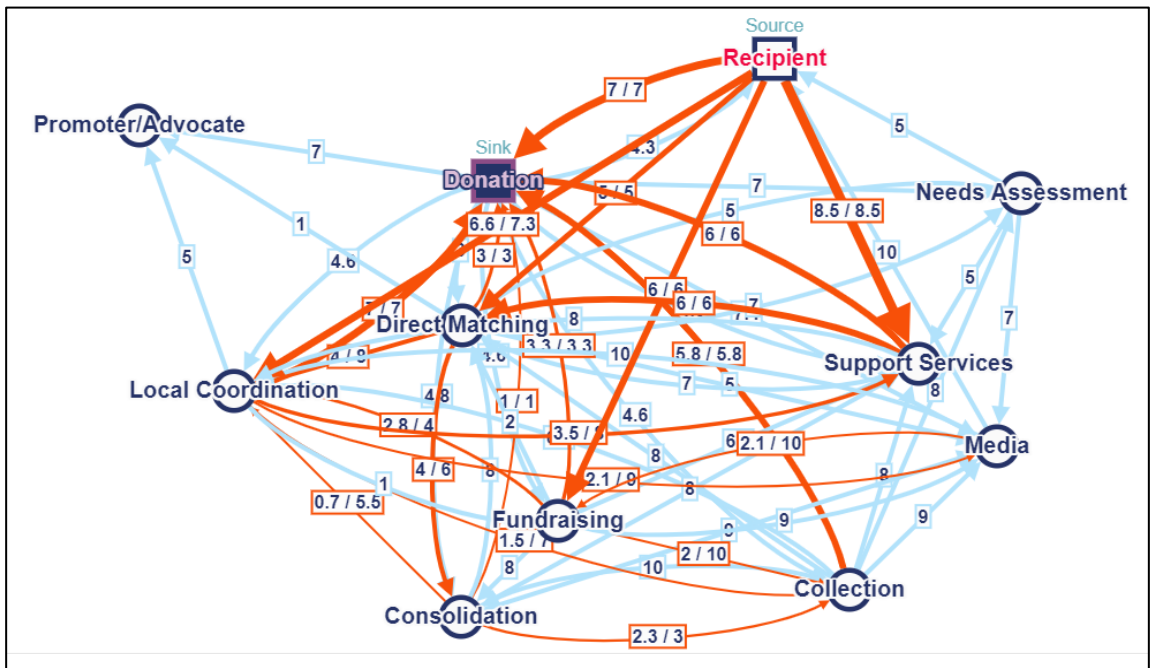 Source
Recipient
7 / 7
Promoter/Advocate
5
7
Sink
4.3
Donation
7
Needs Assessment
5 / 5
5
8.5 / 8.5
1
6.6 / 7.3
6 / 6
3 / 3
10
4.6
5
5
6 / 6
7
7 / 7
Direct Matching
8
7
3.3 / 3.3
4 / 8
4.6
10
5.8 / 5.8
Support Services
Local Coordination
7
5
8
4.8
1 / 1
2
4.6
2.8 / 4
3.5 / 8
6
2.1 / 10
Media
4 / 6
8
8
8
2.1 / 9
8
1
0.7 / 5.5
Fundraising
9
9
9
1.5 / 7
2 / 10
8
10
Collection
Consolidation
2.3 / 3